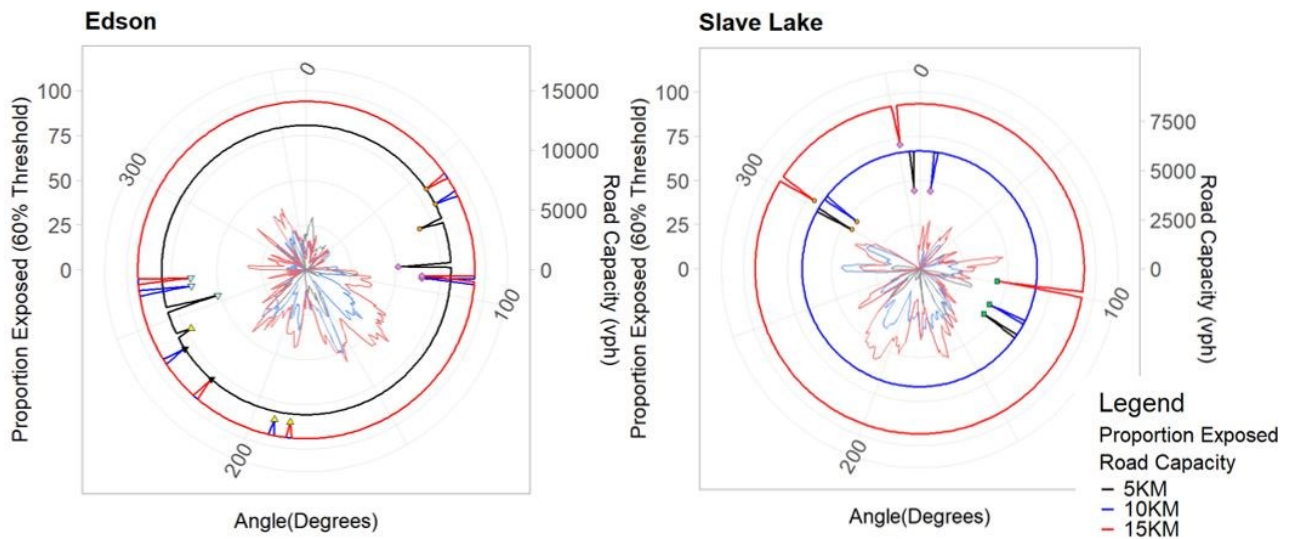 Edson
Proportion Exposed (60% Threshold)
100
75
50
25
0
0
100
200
300
15000
10000
5000
0
Road Capacity (vph)
Angle(Degrees)
Slave Lake
Proportion Exposed (60% Threshold)
100
75
50
25
0
0
100
200
300
7500
5000
2500
0
Road Capacity (vph)
Angle(Degrees)
Legend
Proportion Exposed
Road Capacity
5KM
10KM
15KM